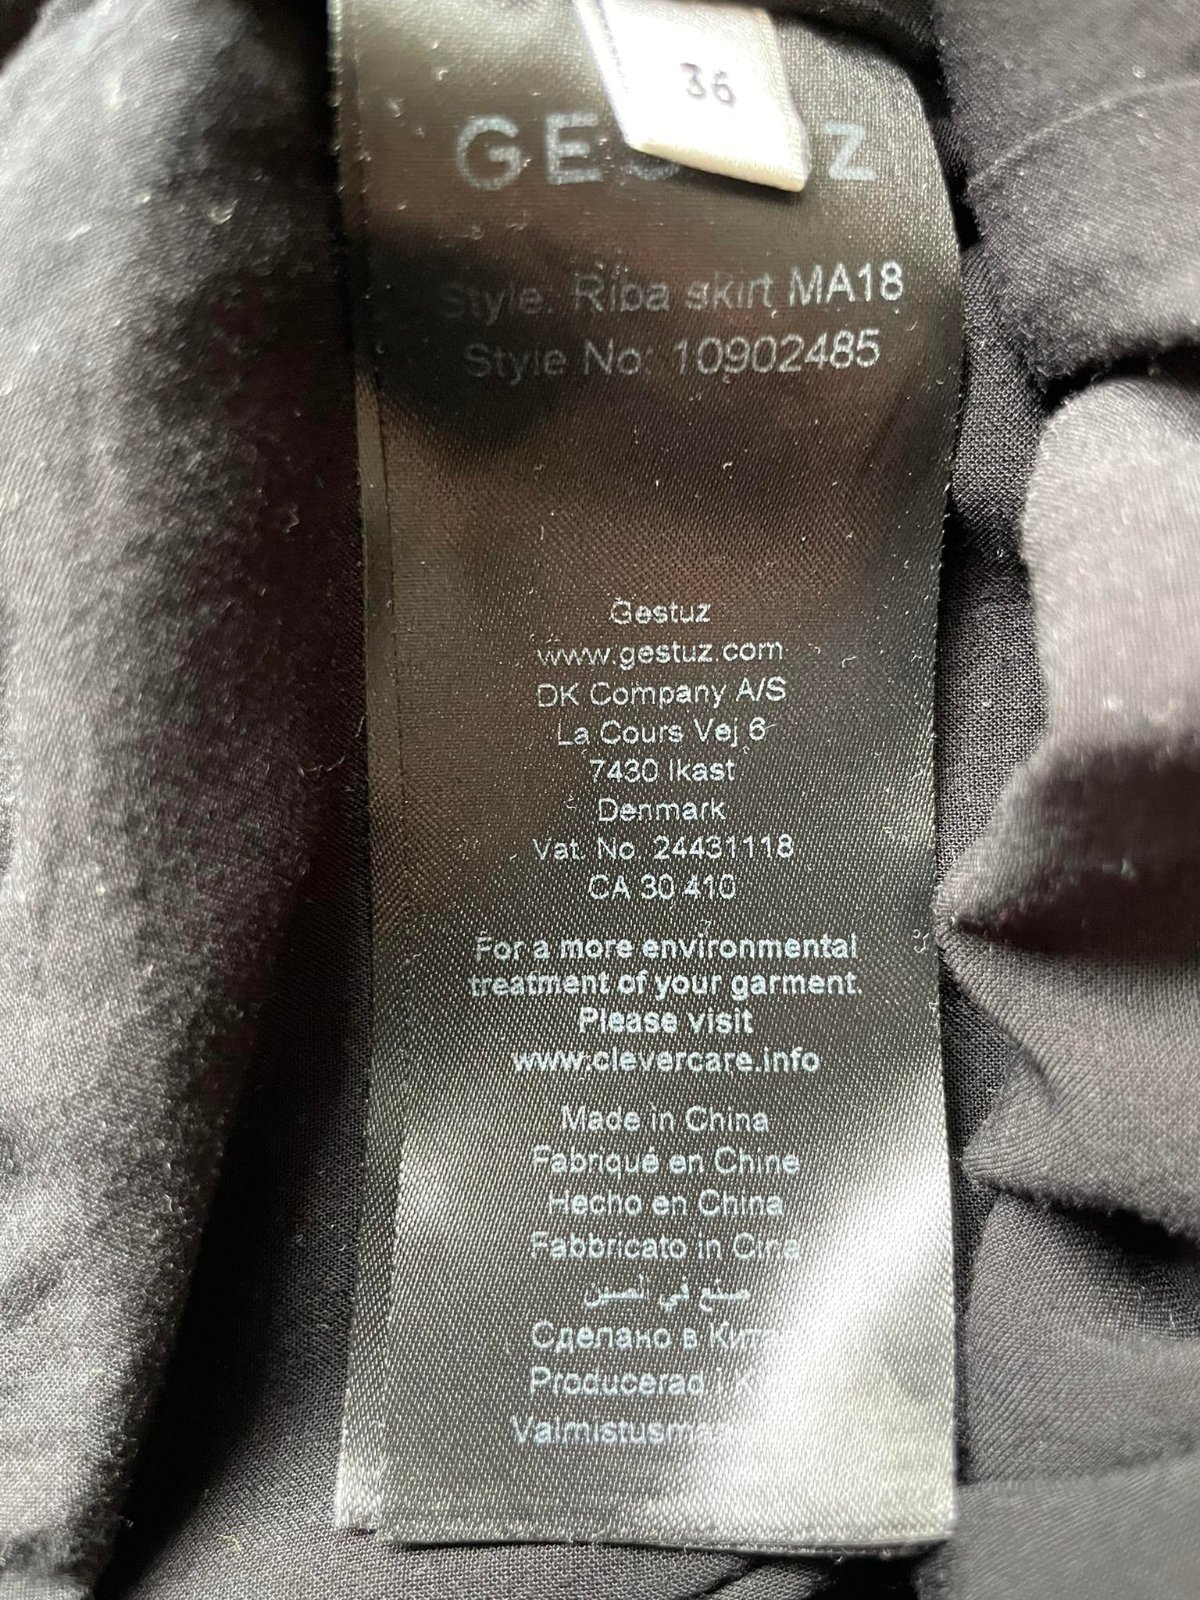 36
GES Z
Style: Riba skirt MA18
Style No: 10902485
Gestuz
www.gestuz.com
DK Company A/S
La Cours Vej 6
7430 Ikast
Denmark
Vat. No. 24431118
CA 30 410
For a more environmental
treatment of your garment.
Please visit
www.clevercare.info
Made in China
Fabriqué en Chine
Hecho en China
Fabbricato in Cina
صنع في لصين
Сделано в
Producerad i